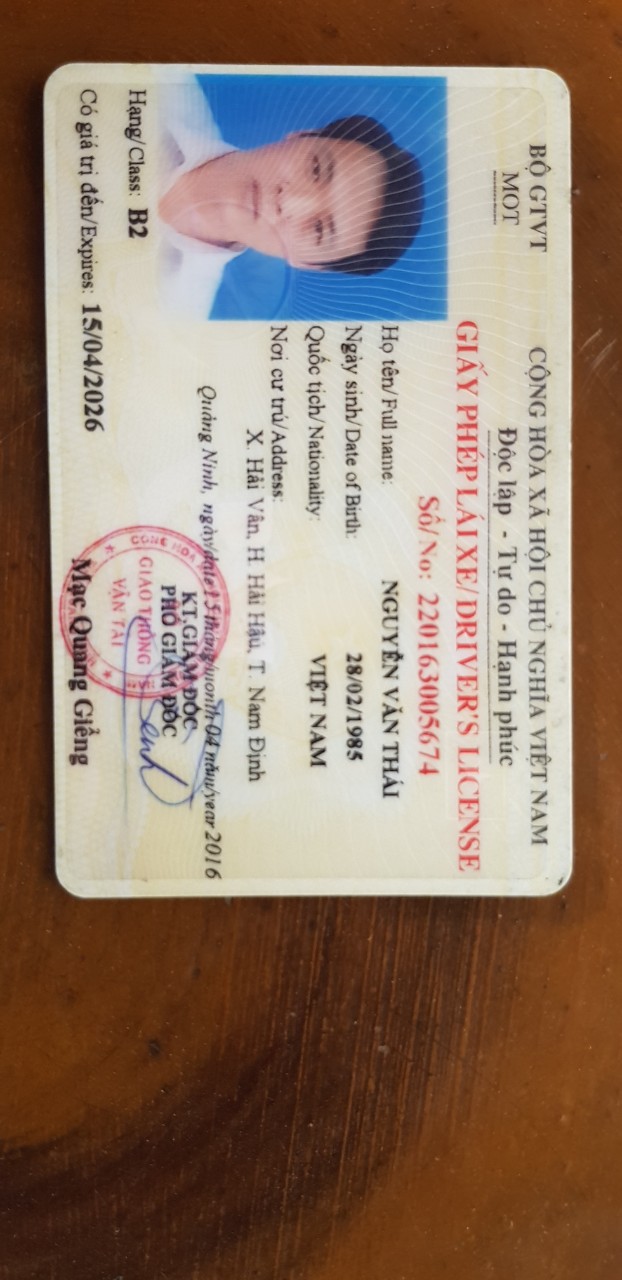 BỘ GTVT
MOT
CỘNG HÒA XÃ HỘI CHỦ NGHĨA VIỆT NAM
Độc lập - Tự do - Hạnh phúc
GIẤY PHÉP LÁI XE/ DRIVER'S LICENSE
Số/ No: 220163005674
Họ tên/ Full name: NGUYỄN VĂN THÁI
Ngày sinh/ Date of Birth: 28/02/1985
Quốc tịch/ Nationality: VIỆT NAM
Nơi cư trú/ Address:
X. Hải Vân, H. Hải Hậu, T. Nam Định
Quảng Ninh, ngày/date 15 tháng/month 04 năm/year 2016
KT.GIÁM ĐỐC
PHÓ GIÁM ĐỐC
GIAO THÔNG
VẬN TẢI
Mạc Quang Giểng
Hạng/ Class: B2
Có giá trị đến/ Expires: 15/04/2026